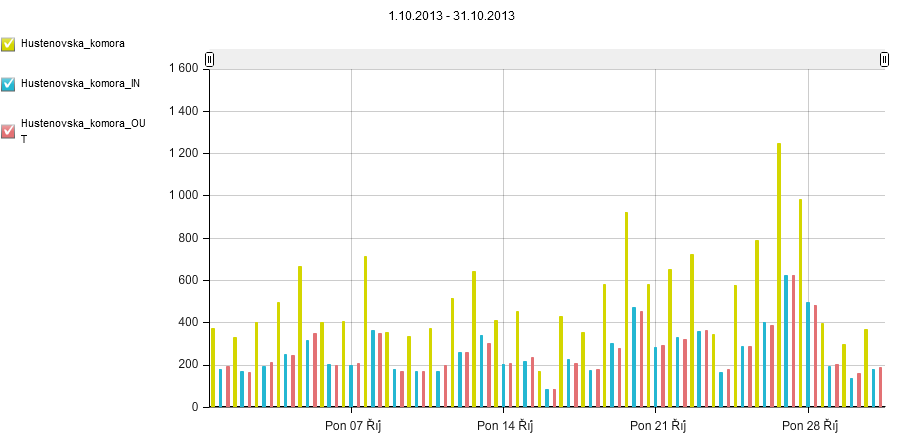 1.10.2013 - 31.10.2013
Hustenovska_komora
Hustenovska_komora_IN
Hustenovska_komora_OU
T
1 600
1 400
1 200
1 000
800
600
400
200
0
Pon 07 Říj
Pon 14 Říj
Pon 21 Říj
Pon 28 Říj